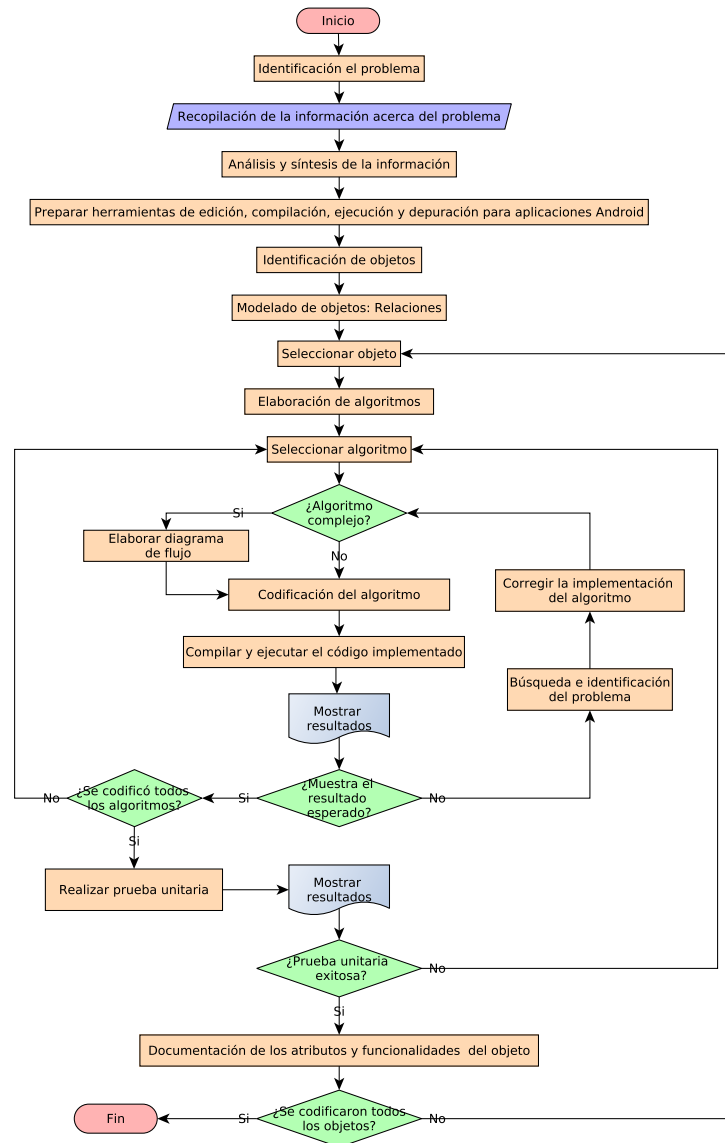 Inicio
Identificación el problema
Recopilación de la información acerca del problema
Análisis y síntesis de la información
Preparar herramientas de edición, compilación, ejecución y depuración para aplicaciones Android
Identificación de objetos
Modelado de objetos: Relaciones
Seleccionar objeto
Elaboración de algoritmos
Seleccionar algoritmo
¿Algoritmo
complejo?
Si
No
Elaborar diagrama
de flujo
Codificación del algoritmo
Corregir la implementación
del algoritmo
Compilar y ejecutar el código implementado
Búsqueda e identificación
del problema
Mostrar
resultados
¿Muestra el
resultado
esperado?
Si
No
¿Se codificó todos
los algoritmos?
No
Si
Realizar prueba unitaria
Mostrar
resultados
¿Prueba unitaria
exitosa?
No
Si
Documentación de los atributos y funcionalidades  del objeto
¿Se codificaron todos
los objetos?
Si
No
Fin